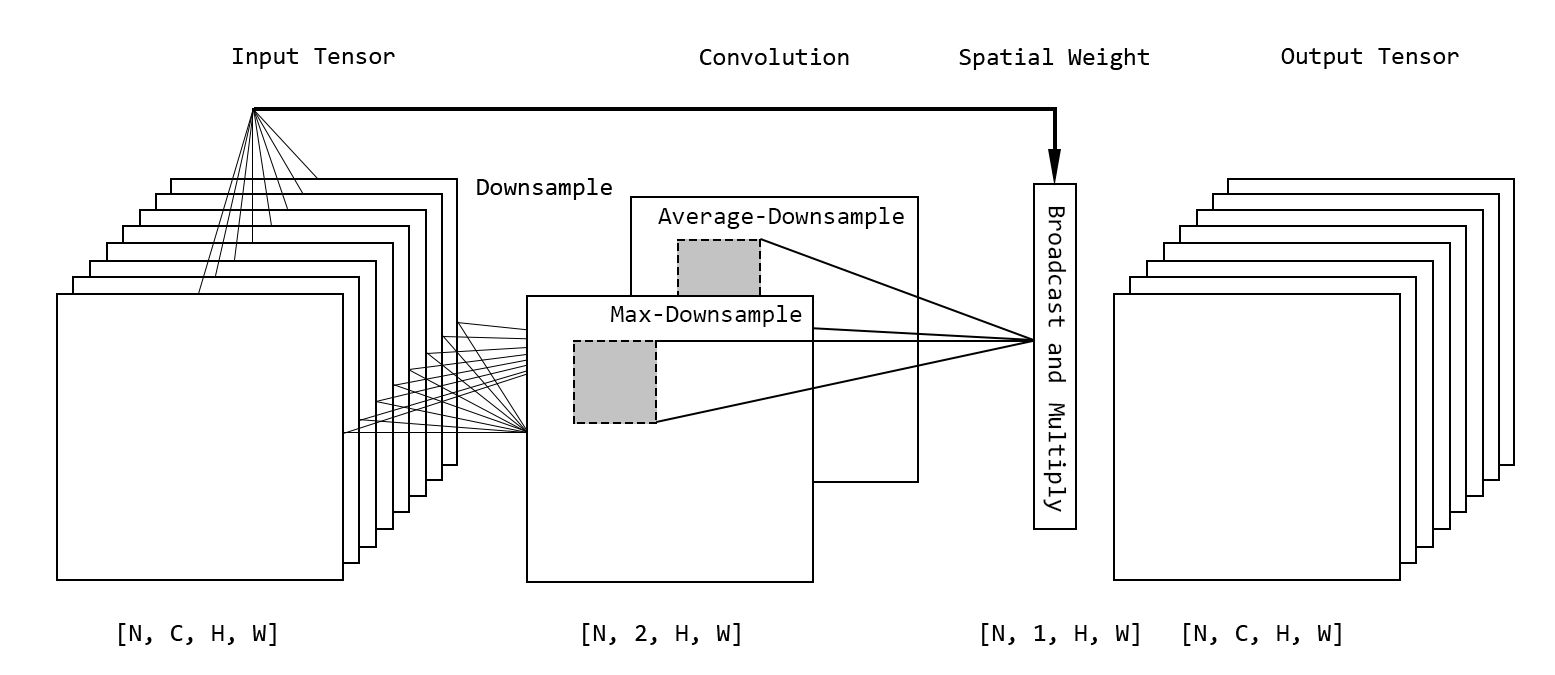 Input Tensor
Convolution
Spatial Weight
Output Tensor
Downsample
Average-Downsample
Max-Downsample
Broadcast and Multiply
[N, C, H, W]
[N, 2, H, W]
[N, 1, H, W]
[N, C, H, W]